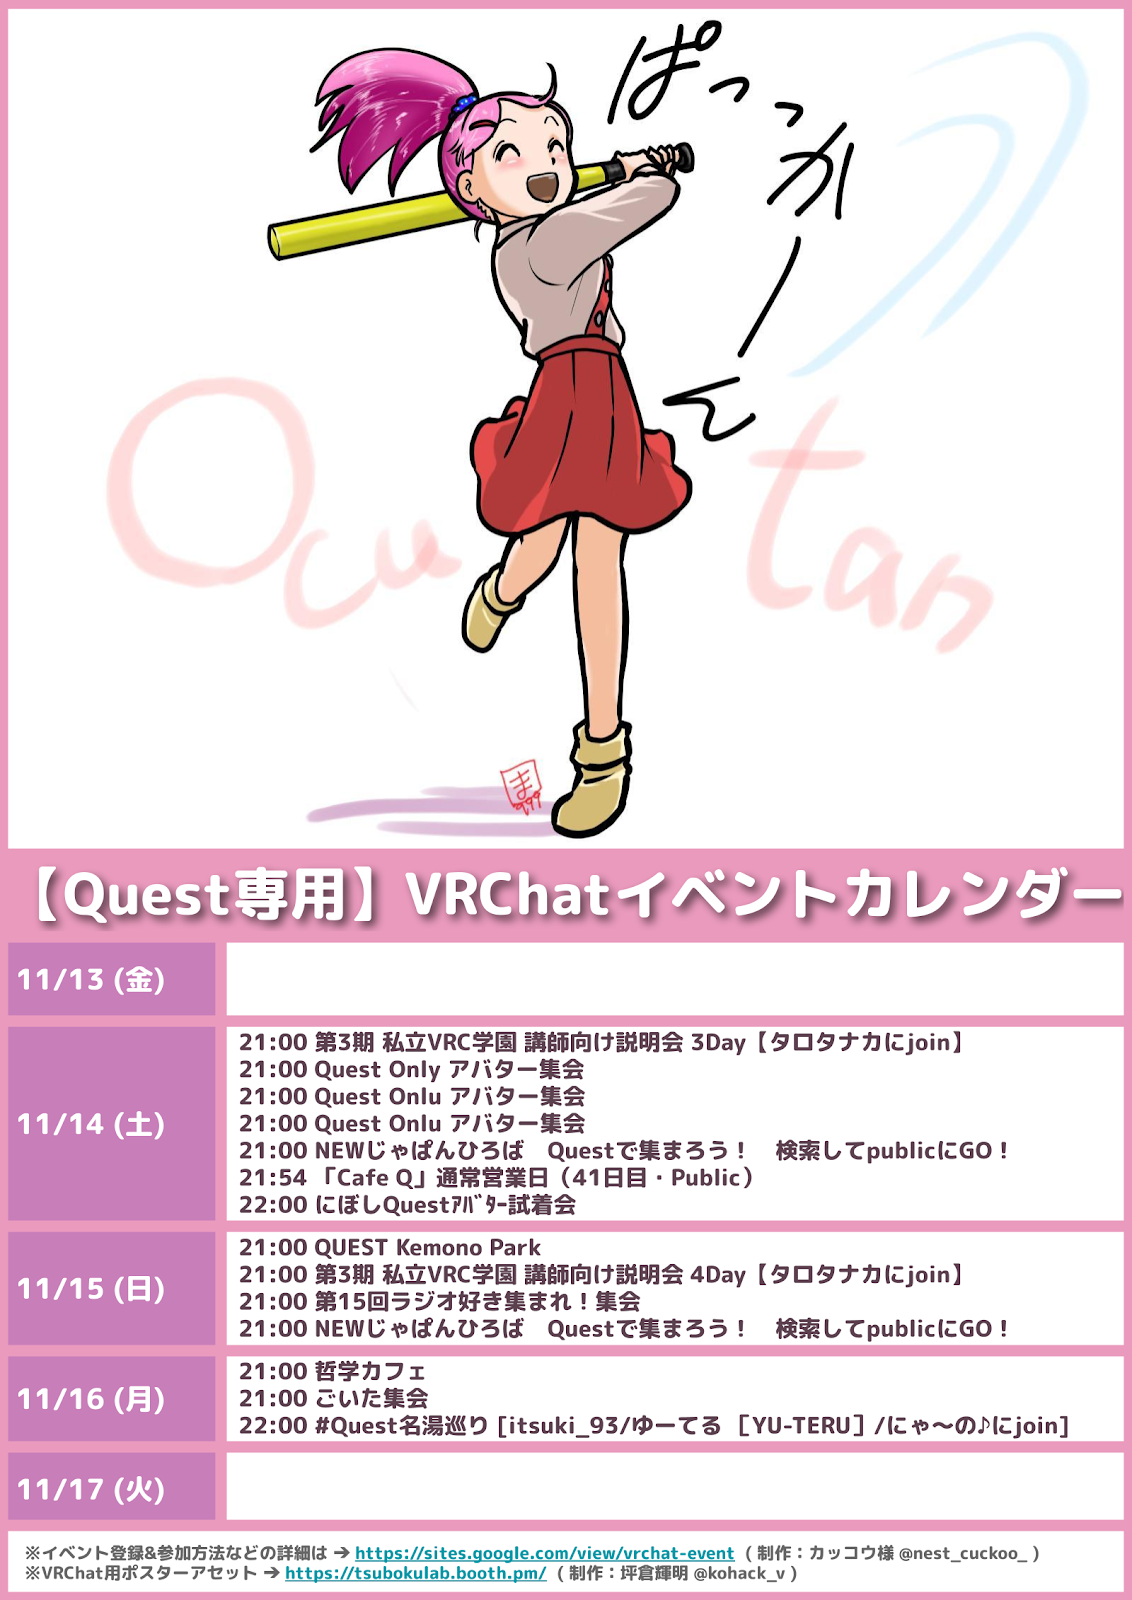 ぱっっかーん
Ocu tan
ま
999
【Quest専用】VRChatイベントカレンダー
11/13 (金)
11/14 (土)
21:00 第3期 私立VRC学園 講師向け説明会 3Day【タロタナカにjoin】
21:00 Quest Only アバター集会
21:00 Quest Onlu アバター集会
21:00 Quest Onlu アバター集会
21:00 NEWじゃぱんひろば　Questで集まろう！　検索してpublicにGO！
21:54 「Cafe Q」通常営業日（41日目・Public）
22:00 にぼしQuestｱﾊﾞﾀｰ試着会
11/15 (日)
21:00 QUEST Kemono Park
21:00 第3期 私立VRC学園 講師向け説明会 4Day【タロタナカにjoin】
21:00 第15回ラジオ好き集まれ！集会
21:00 NEWじゃぱんひろば　Questで集まろう！　検索してpublicにGO！
11/16 (月)
21:00 哲学カフェ
21:00 ごいた集会
22:00 #Quest名湯巡り [itsuki_93/ゆーてる ［YU-TERU］/にゃ～の♪にjoin]
11/17 (火)
※イベント登録&参加方法などの詳細は → https://sites.google.com/view/vrchat-event ( 制作：カッコウ様 @nest_cuckoo_ )
※VRChat用ポスターアセット → https://tsubokulab.booth.pm/ ( 制作：坪倉輝明 @kohack_v )